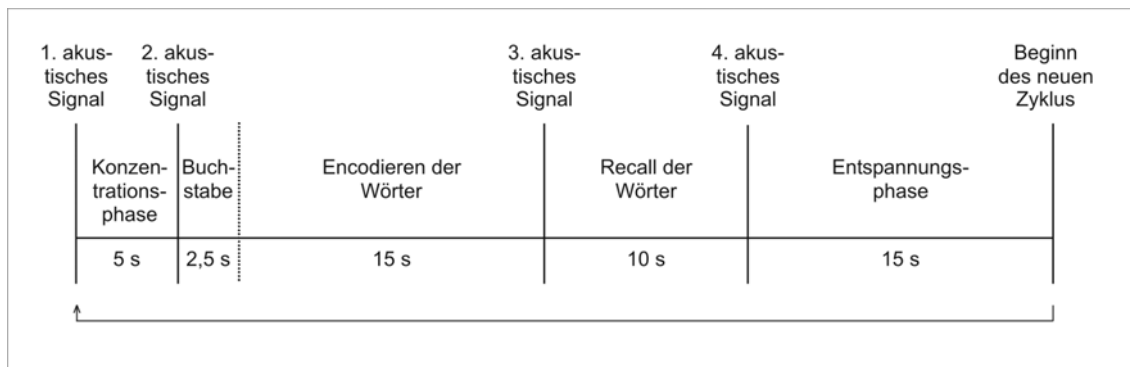 1. akus-
tisches
Signal
2. akus-
tisches
Signal
3. akus-
tisches
Signal
4. akus-
tisches
Signal
Beginn
des neuen
Zyklus
Konzen-
trations-
phase
Buch-
stabe
Encodieren der
Wörter
Recall der
Wörter
Entspannungs-
phase
5 s
2,5 s
15 s
10 s
15 s